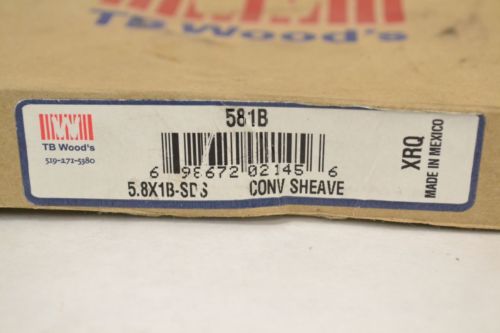 TB Wood's
581B
TB Wood's
519-271-5380
6 98672 02145 6
5.8X1B-SDS CONV SHEAVE
XRQ
MADE IN MEXICO